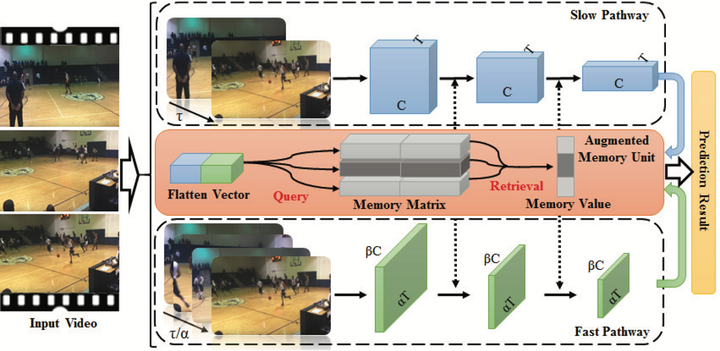 Slow Pathway
T
T
T
C
C
C
τ
Augmented
Memory Unit
Flatten Vector
Query
Memory Matrix
Retrieval
Memory Value
Prediction Result
βC
βC
βC
αT
αT
αT
τ/α
Input Video
Fast Pathway